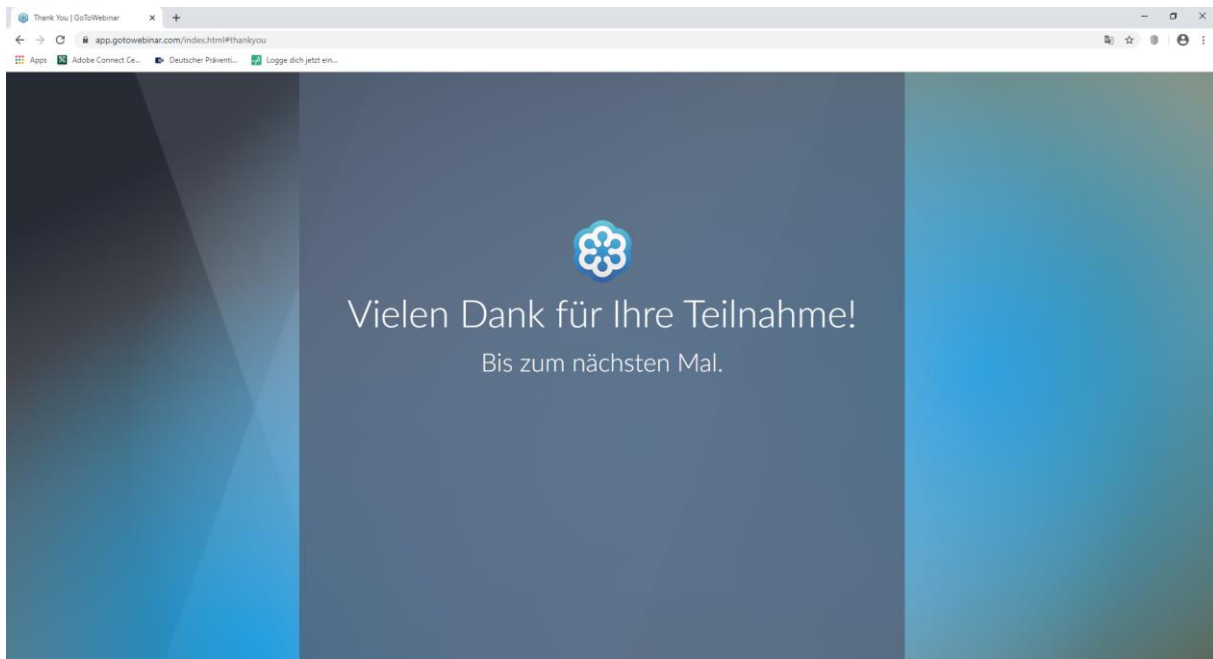 Thank You | GoToWebinar
app.gotowebinar.com/index.html#thankyou
Apps Adobe Connect Ce... Deutscher Präventi... Logge dich jetzt ein...
Vielen Dank für Ihre Teilnahme!
Bis zum nächsten Mal.